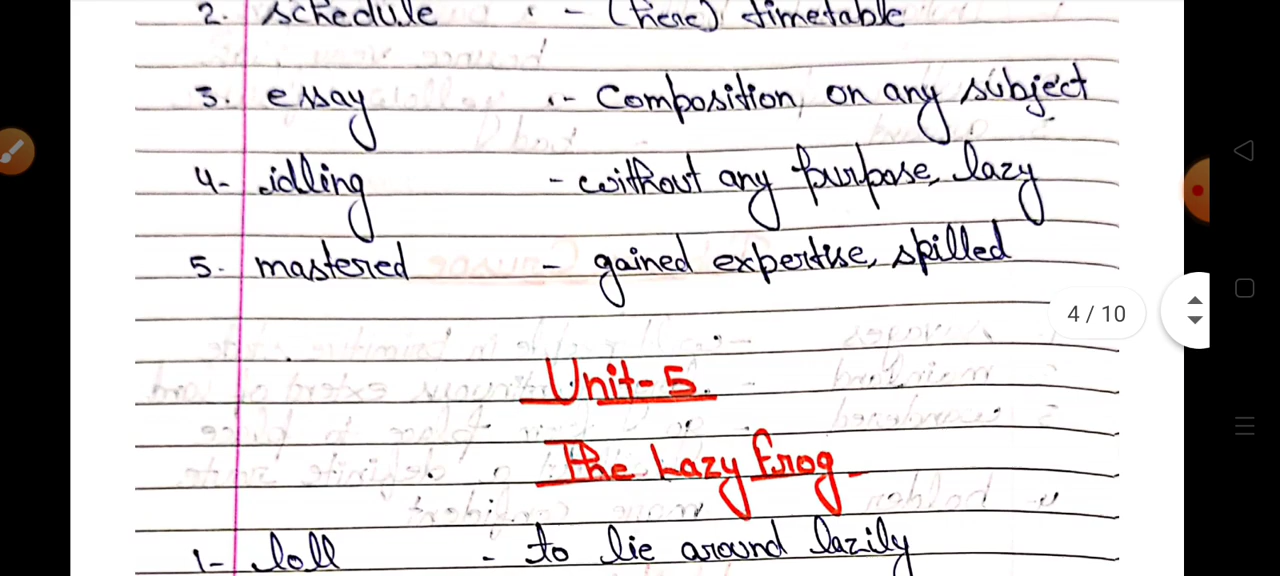 2. schedule - (here) timetable
3. essay - Composition, on any subject
4- idling - without any purpose, lazy
5. mastered - gained expertise, spilled
4 / 10
Unit-5.
The Lazy Frog
1- loll - to lie around lazily